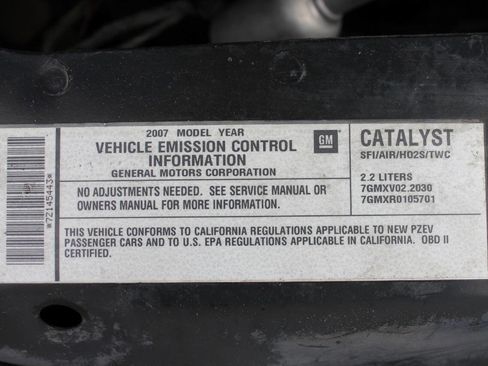 2007 MODEL YEAR
VEHICLE EMISSION CONTROL
INFORMATION
GENERAL MOTORS CORPORATION
GM
CATALYST
SFI/AIR/HO2S/TWC
NO ADJUSTMENTS NEEDED. SEE SERVICE MANUAL OR
OWNERS MANUAL FOR MORE INFORMATION.
2.2 LITERS
7GMXV02.2030
7GMXR0105701
THIS VEHICLE CONFORMS TO CALIFORNIA REGULATIONS APPLICABLE TO NEW PZEV
PASSENGER CARS AND TO U.S. EPA REGULATIONS APPLICABLE IN CALIFORNIA. OBD II
CERTIFIED.
*72145443*